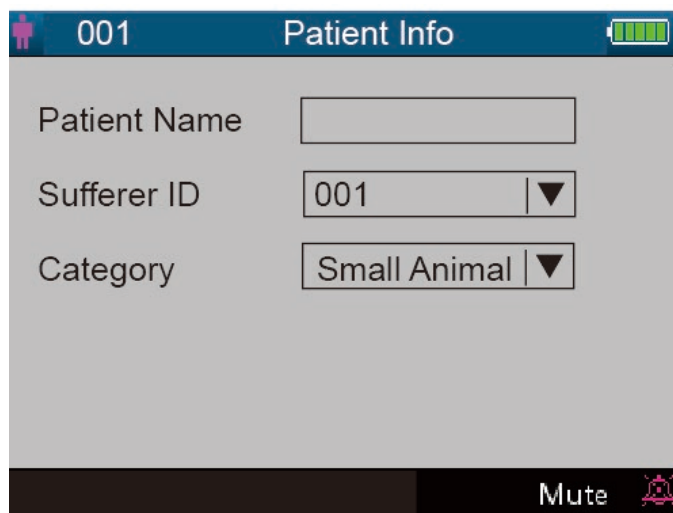 001 Patient Info
Patient Name
Sufferer ID 001
Category Small Animal
Mute